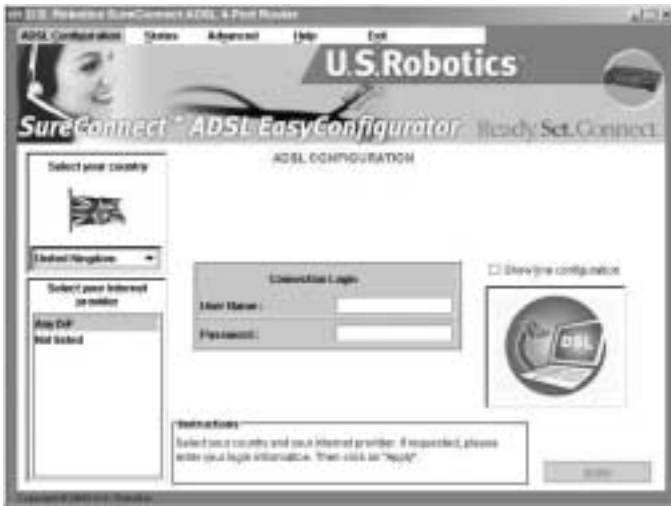 U.S. Robotics SureConnect ADSL 4-Port Router
ADSL Configuration Status Advanced Help Exit
U.S.Robotics
SureConnect™ ADSL EasyConfigurator Ready. Set. Connect.
ADSL CONFIGURATION
Select your country
United Kingdom
Select your Internet
provider
Any ISP
Not listed
Connection Login
User Name :
Password :
Show line configuration
DSL
Instructions
Select your country and your internet provider. If requested, please
enter your login information. Then click on "Apply".
Apply